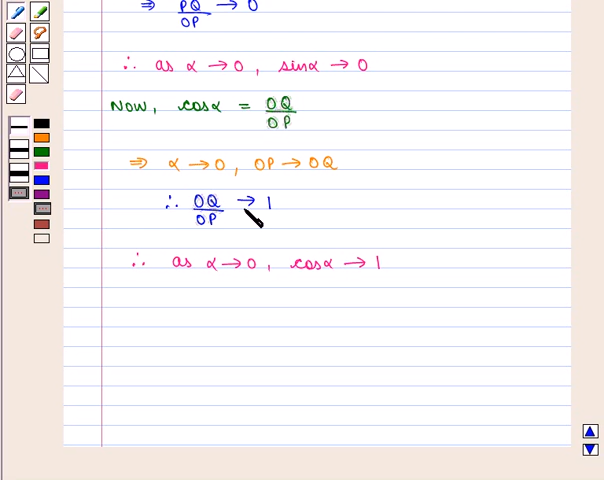 ⇒ PQ/OP → 0
∴ as α → 0, sinα → 0
Now, cosα = OQ/OP
⇒ α → 0, OP → OQ
∴ OQ/OP → 1
∴ as α → 0, cosα → 1